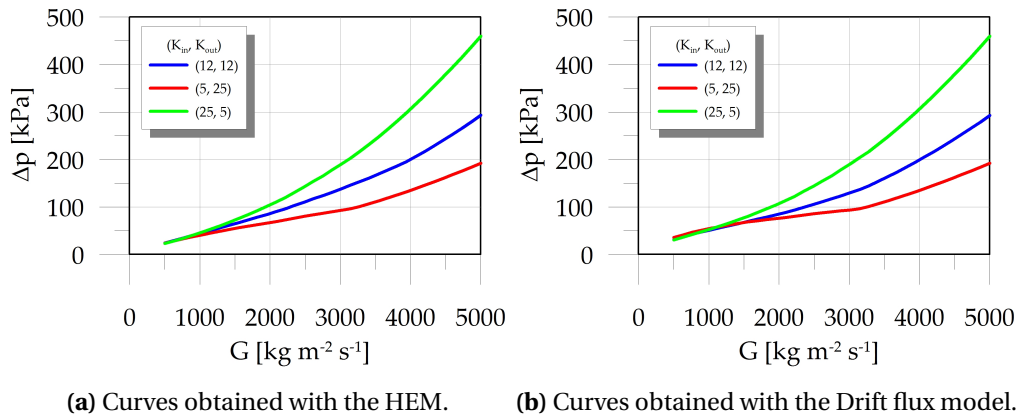 500
400
300
200
100
0
Δp [kPa]
(K_in, K_out)
(12, 12)
(5, 25)
(25, 5)
0 1000 2000 3000 4000 5000
G [kg m⁻² s⁻¹]
(a) Curves obtained with the HEM.
500
400
300
200
100
0
Δp [kPa]
(K_in, K_out)
(12, 12)
(5, 25)
(25, 5)
0 1000 2000 3000 4000 5000
G [kg m⁻² s⁻¹]
(b) Curves obtained with the Drift flux model.